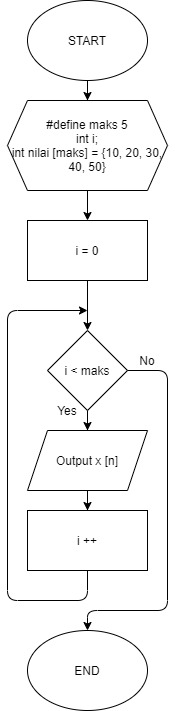 START
#define maks 5
int i;
int nilai [maks] = {10, 20, 30,
40, 50}
i = 0
i < maks
No
Yes
Output x [n]
i ++
END